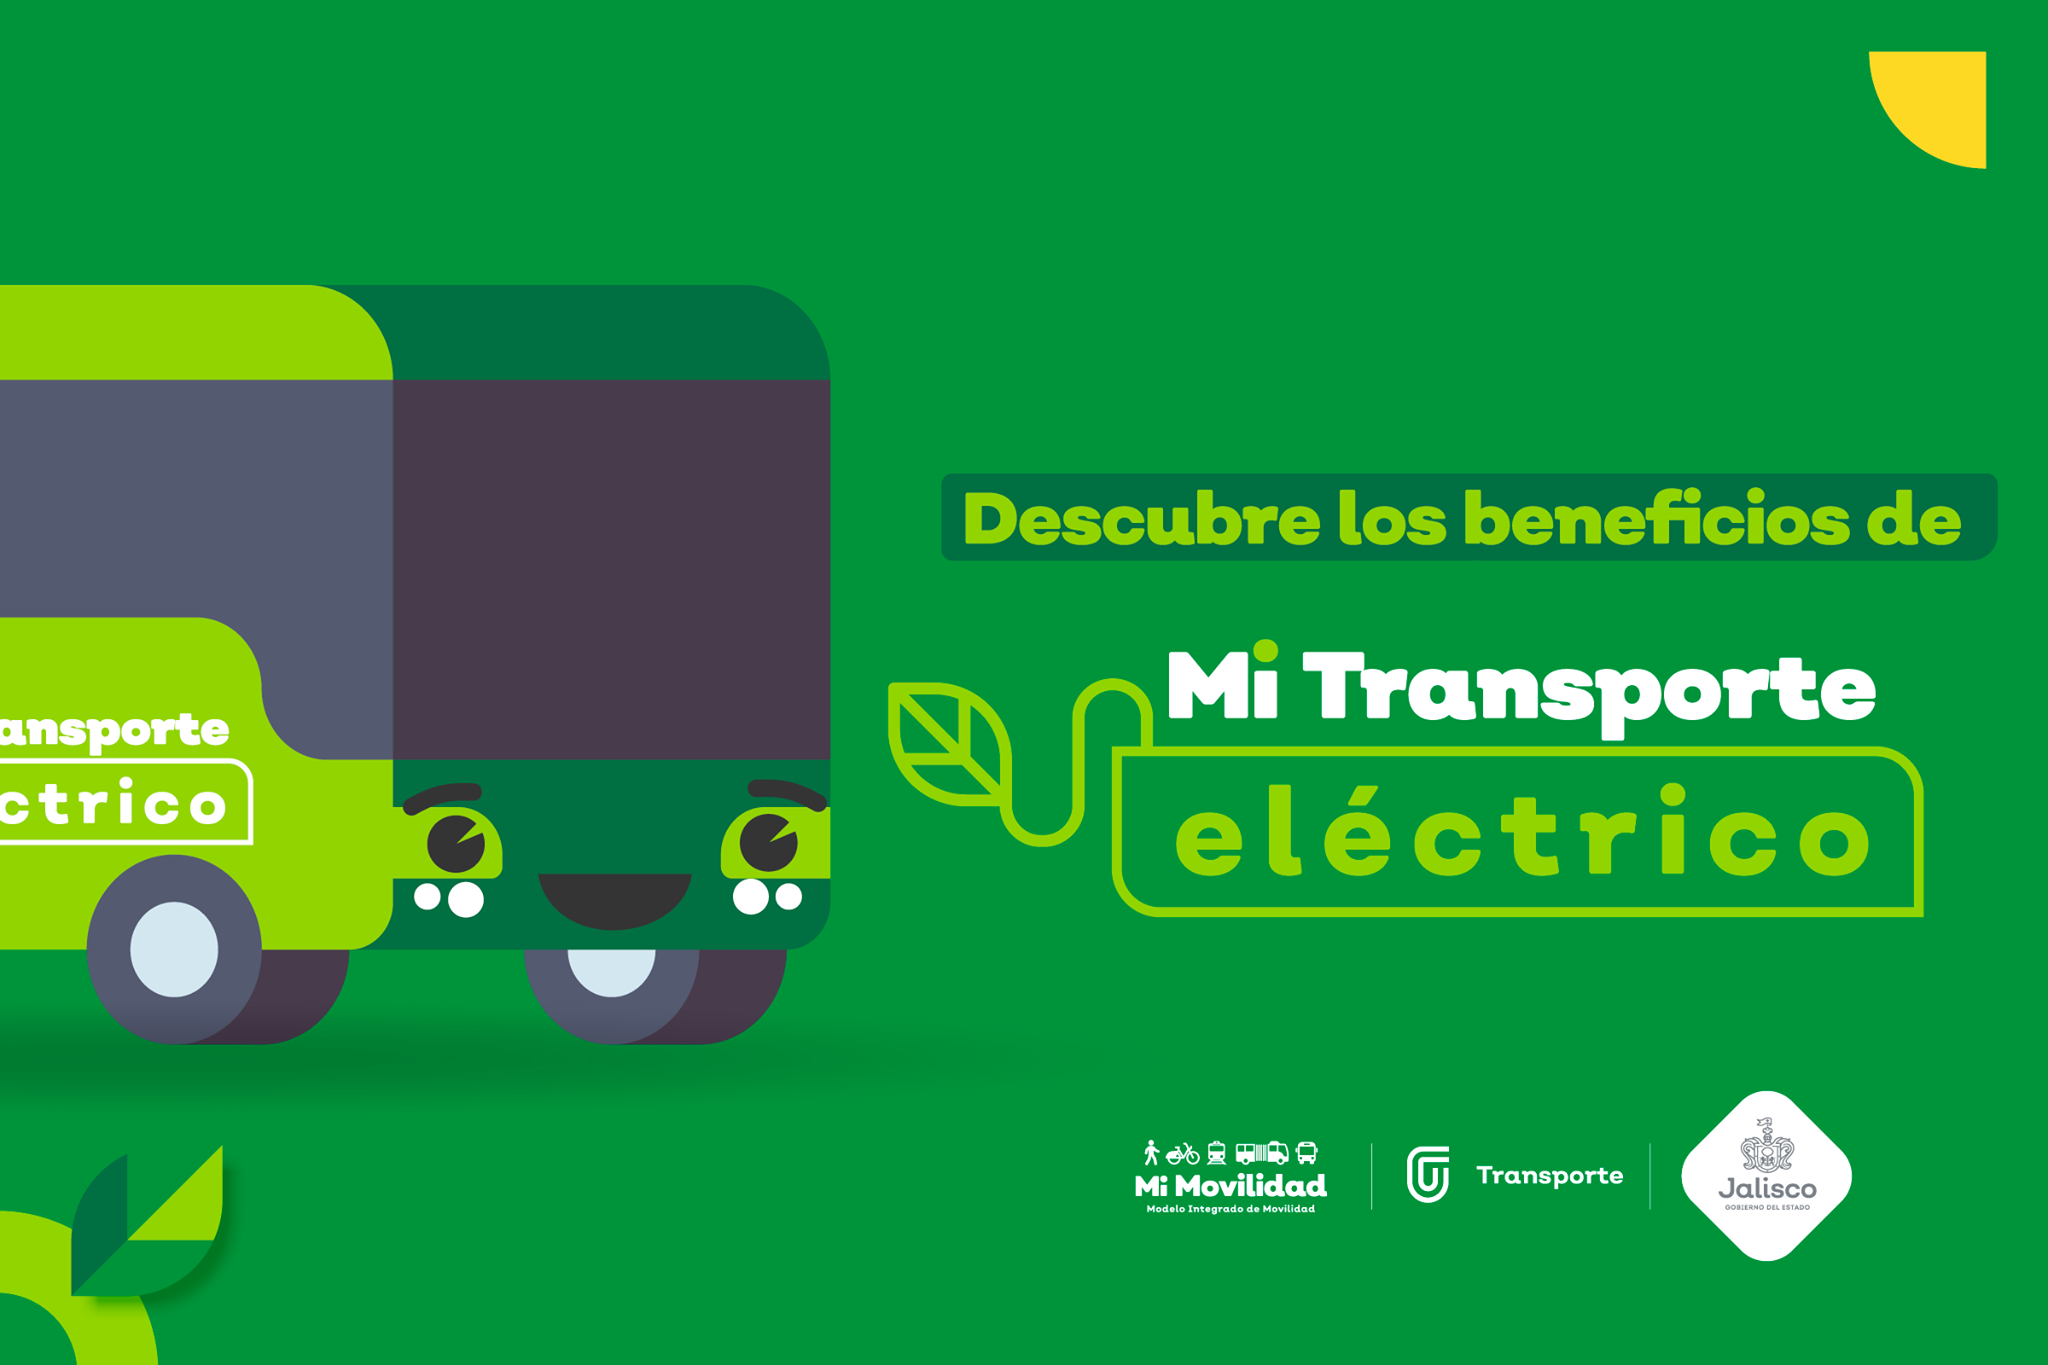 Descubre los beneficios de
Mi Transporte
eléctrico
ansporte
ctrico
Mi Movilidad
Modelo Integrado de Movilidad
Transporte
Jalisco
GOBIERNO DEL ESTADO